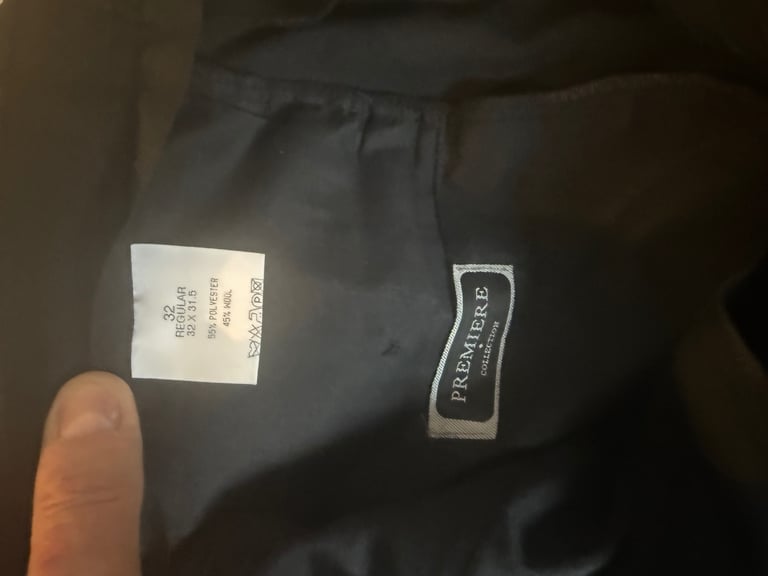 32
REGULAR
32 X 31.5
55% POLYESTER
45% WOOL
PREMIERE
COLLECTION